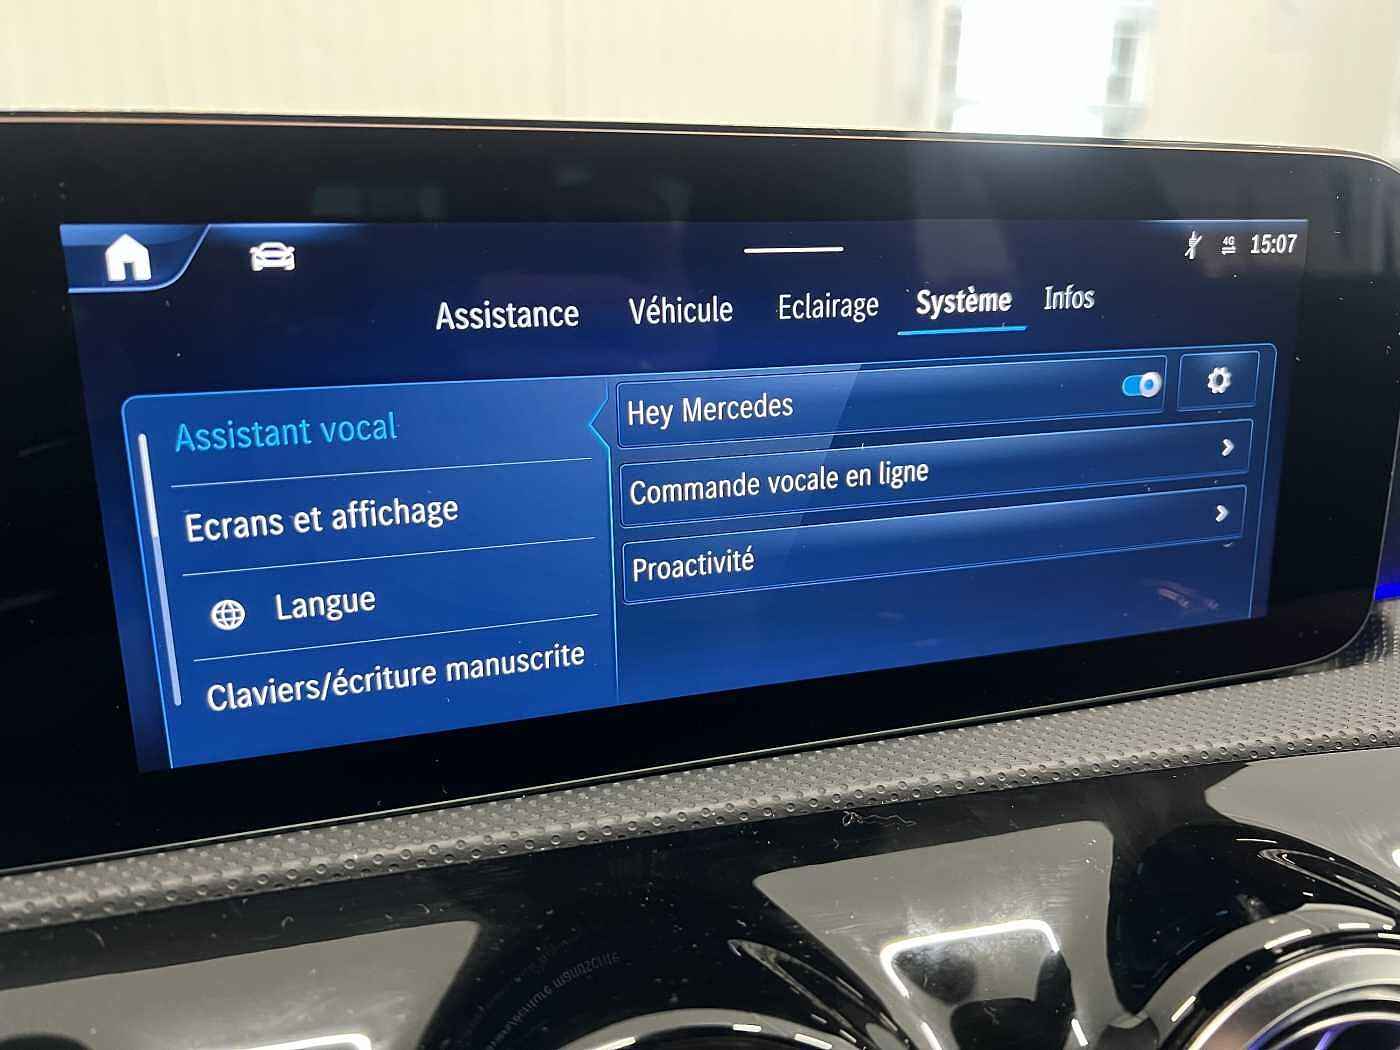 4G 15:07
Assistance Véhicule Eclairage Système Infos
Assistant vocal
Ecrans et affichage
Langue
Claviers/écriture manuscrite
Hey Mercedes
Commande vocale en ligne
Proactivité